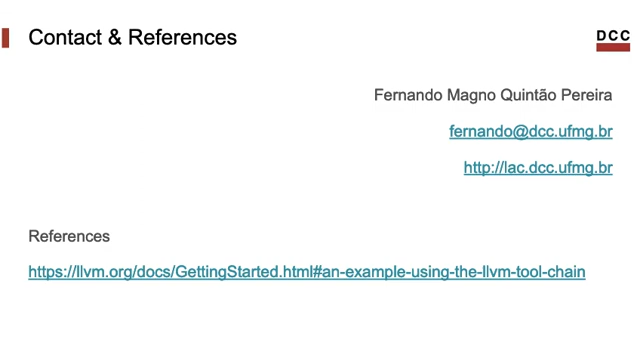 Contact & References
DCC
Fernando Magno Quintão Pereira
fernando@dcc.ufmg.br
http://lac.dcc.ufmg.br
References
https://llvm.org/docs/GettingStarted.html#an-example-using-the-llvm-tool-chain